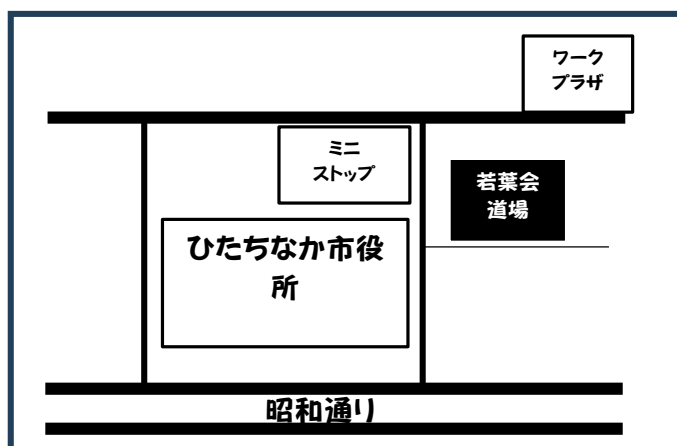 ワーク
プラザ
ミニ
ストップ
若葉会
道場
ひたちなか市役
所
昭和通り